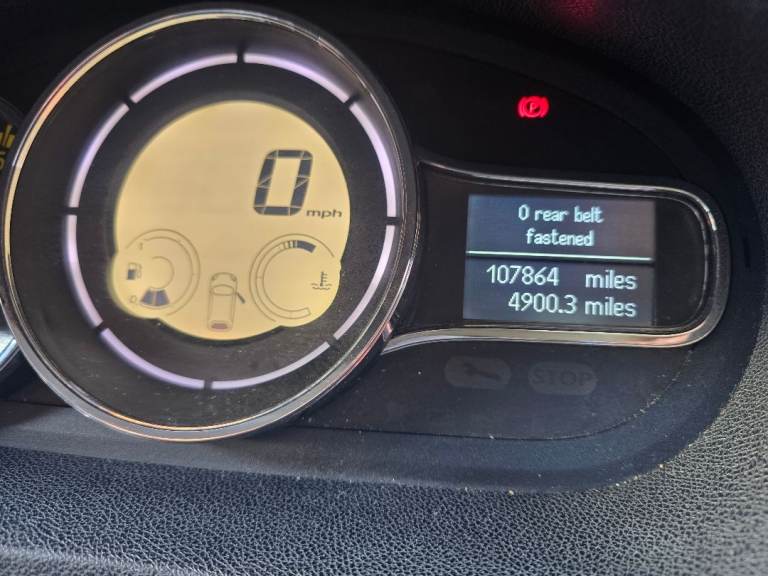 0
mph
P
0 rear belt
fastened
107864 miles
4900.3 miles
STOP